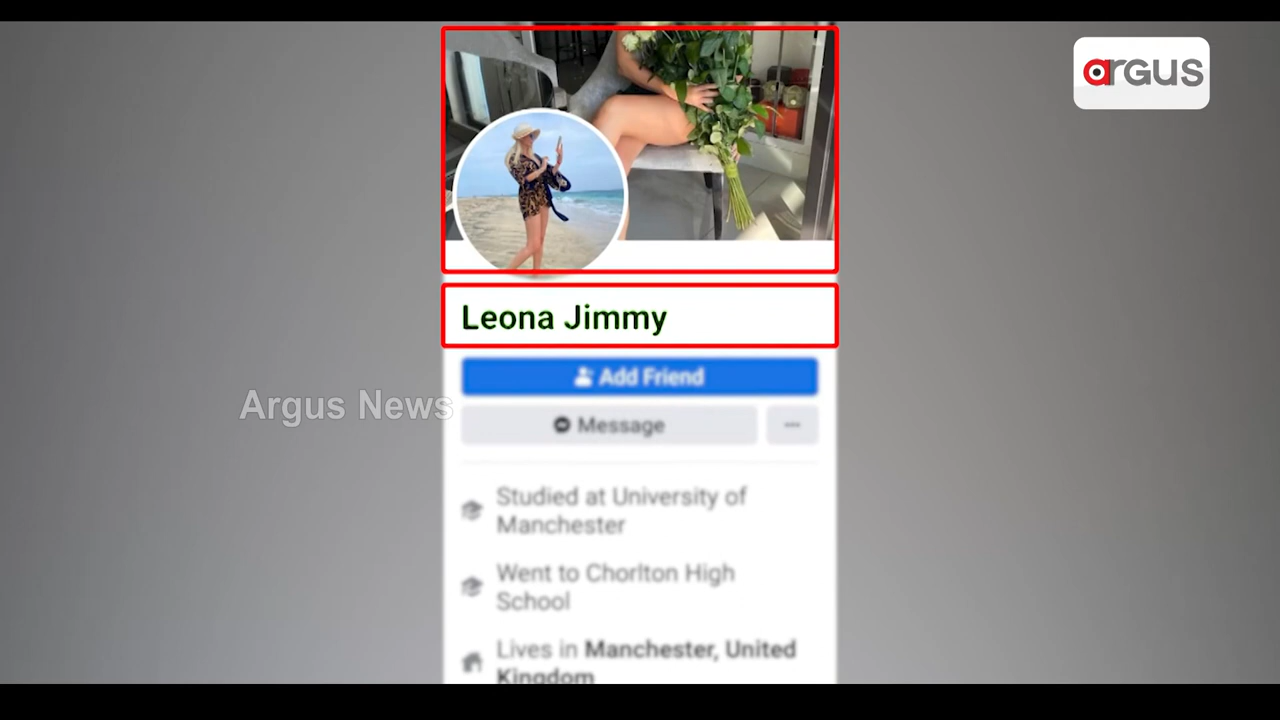 argus
Leona Jimmy
Add Friend
Argus News
Message
Studied at University of
Manchester
Went to Chorlton High
School
Lives in Manchester, United
Kingdom